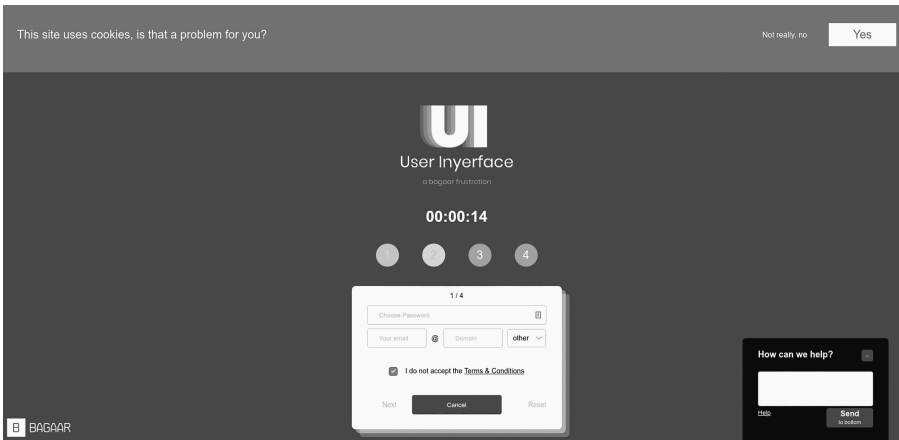 This site uses cookies, is that a problem for you?
Not really, no
Yes
UI
User Inyerface
a bagaar frustration
00:00:14
1 2 3 4
1 / 4
Choose Password
Your email @ Domain other
I do not accept the Terms & Conditions
Next Cancel Reset
How can we help?
Help
Send
to bottom
B BAGAAR